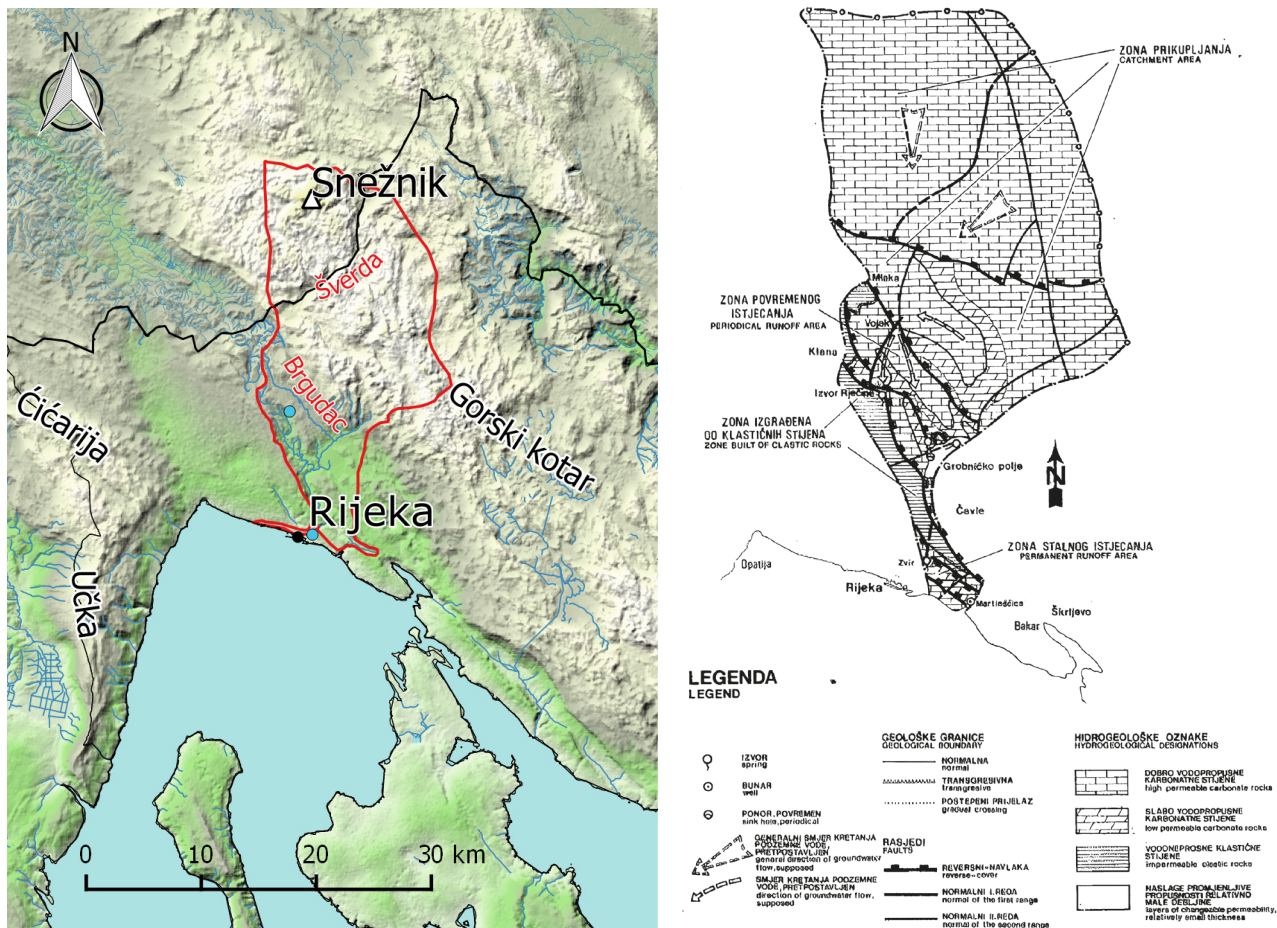 N
Snežnik
Šverda
Brgudac
Ćićarija
Gorski kotar
Rijeka
Učka
0 10 20 30 km
ZONA PRIKUPLJANJA
CATCHMENT AREA
Mlaka
ZONA POVREMENOG
ISTJECANJA
PERIODICAL RUNOFF AREA
Vojek
Klana
Izvor Rječine
ZONA IZGRAĐENA
OD KLASTIČNIH STIJENA
ZONE BUILT OF CLASTIC ROCKS
N
Grobničko polje
Čavle
ZONA STALNOG ISTJECANJA
PERMANENT RUNOFF AREA
Opatija
Zvir
Rijeka
Martinšćica
Škrljevo
Bakar
LEGENDA
LEGEND
IZVOR
spring
BUNAR
well
PONOR, POVREMEN
sink hole, periodical
GENERALNI SMJER KRETANJA
PODZEMNE VODE,
PRETPOSTAVLJEN
general direction of groundwater
flow, supposed
SMJER KRETANJA PODZEMNE
VODE, PRETPOSTAVLJEN
direction of groundwater flow,
supposed
GEOLOŠKE GRANICE
GEOLOGICAL BOUNDARY
NORMALNA
normal
TRANSGRESIVNA
transgresive
POSTEPENI PRIJELAZ
gradual crossing
RASJEDI
FAULTS
REVERSNI-NAVLAKA
reverse-cover
NORMALNI I. REDA
normal of the first range
NORMALNI II. REDA
normal of the second range
HIDROGEOLOŠKE OZNAKE
HYDROGEOLOGICAL DESIGNATIONS
DOBRO VODOPROPUSNE
KARBONATNE STIJENE
high permeable carbonate rocks
SLABO VODOPROPUSNE
KARBONATNE STIJENE
low permeable carbonate rocks
VODONEPROSNE KLASTIČNE
STIJENE
impermeable clastic rocks
NASLAGE PROMJENLJIVE
PROPUSNOSTI RELATIVNO
MALE DEBLJINE
layers of changeable permeability,
relatively small thickness